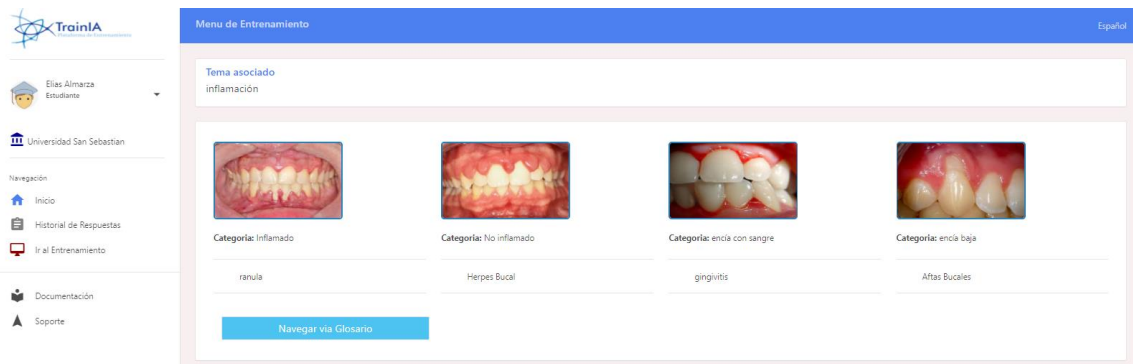 TrainIA
Plataforma de Entrenamiento
Menu de Entrenamiento
Español
Elias Almarza
Estudiante
Universidad San Sebastian
Navegación
Inicio
Historial de Respuestas
Ir al Entrenamiento
Documentación
Soporte
Tema asociado
inflamación
Categoria: Inflamado
Categoria: No inflamado
Categoria: encía con sangre
Categoria: encía baja
ranula
Herpes Bucal
gingivitis
Aftas Bucales
Navegar via Glosario